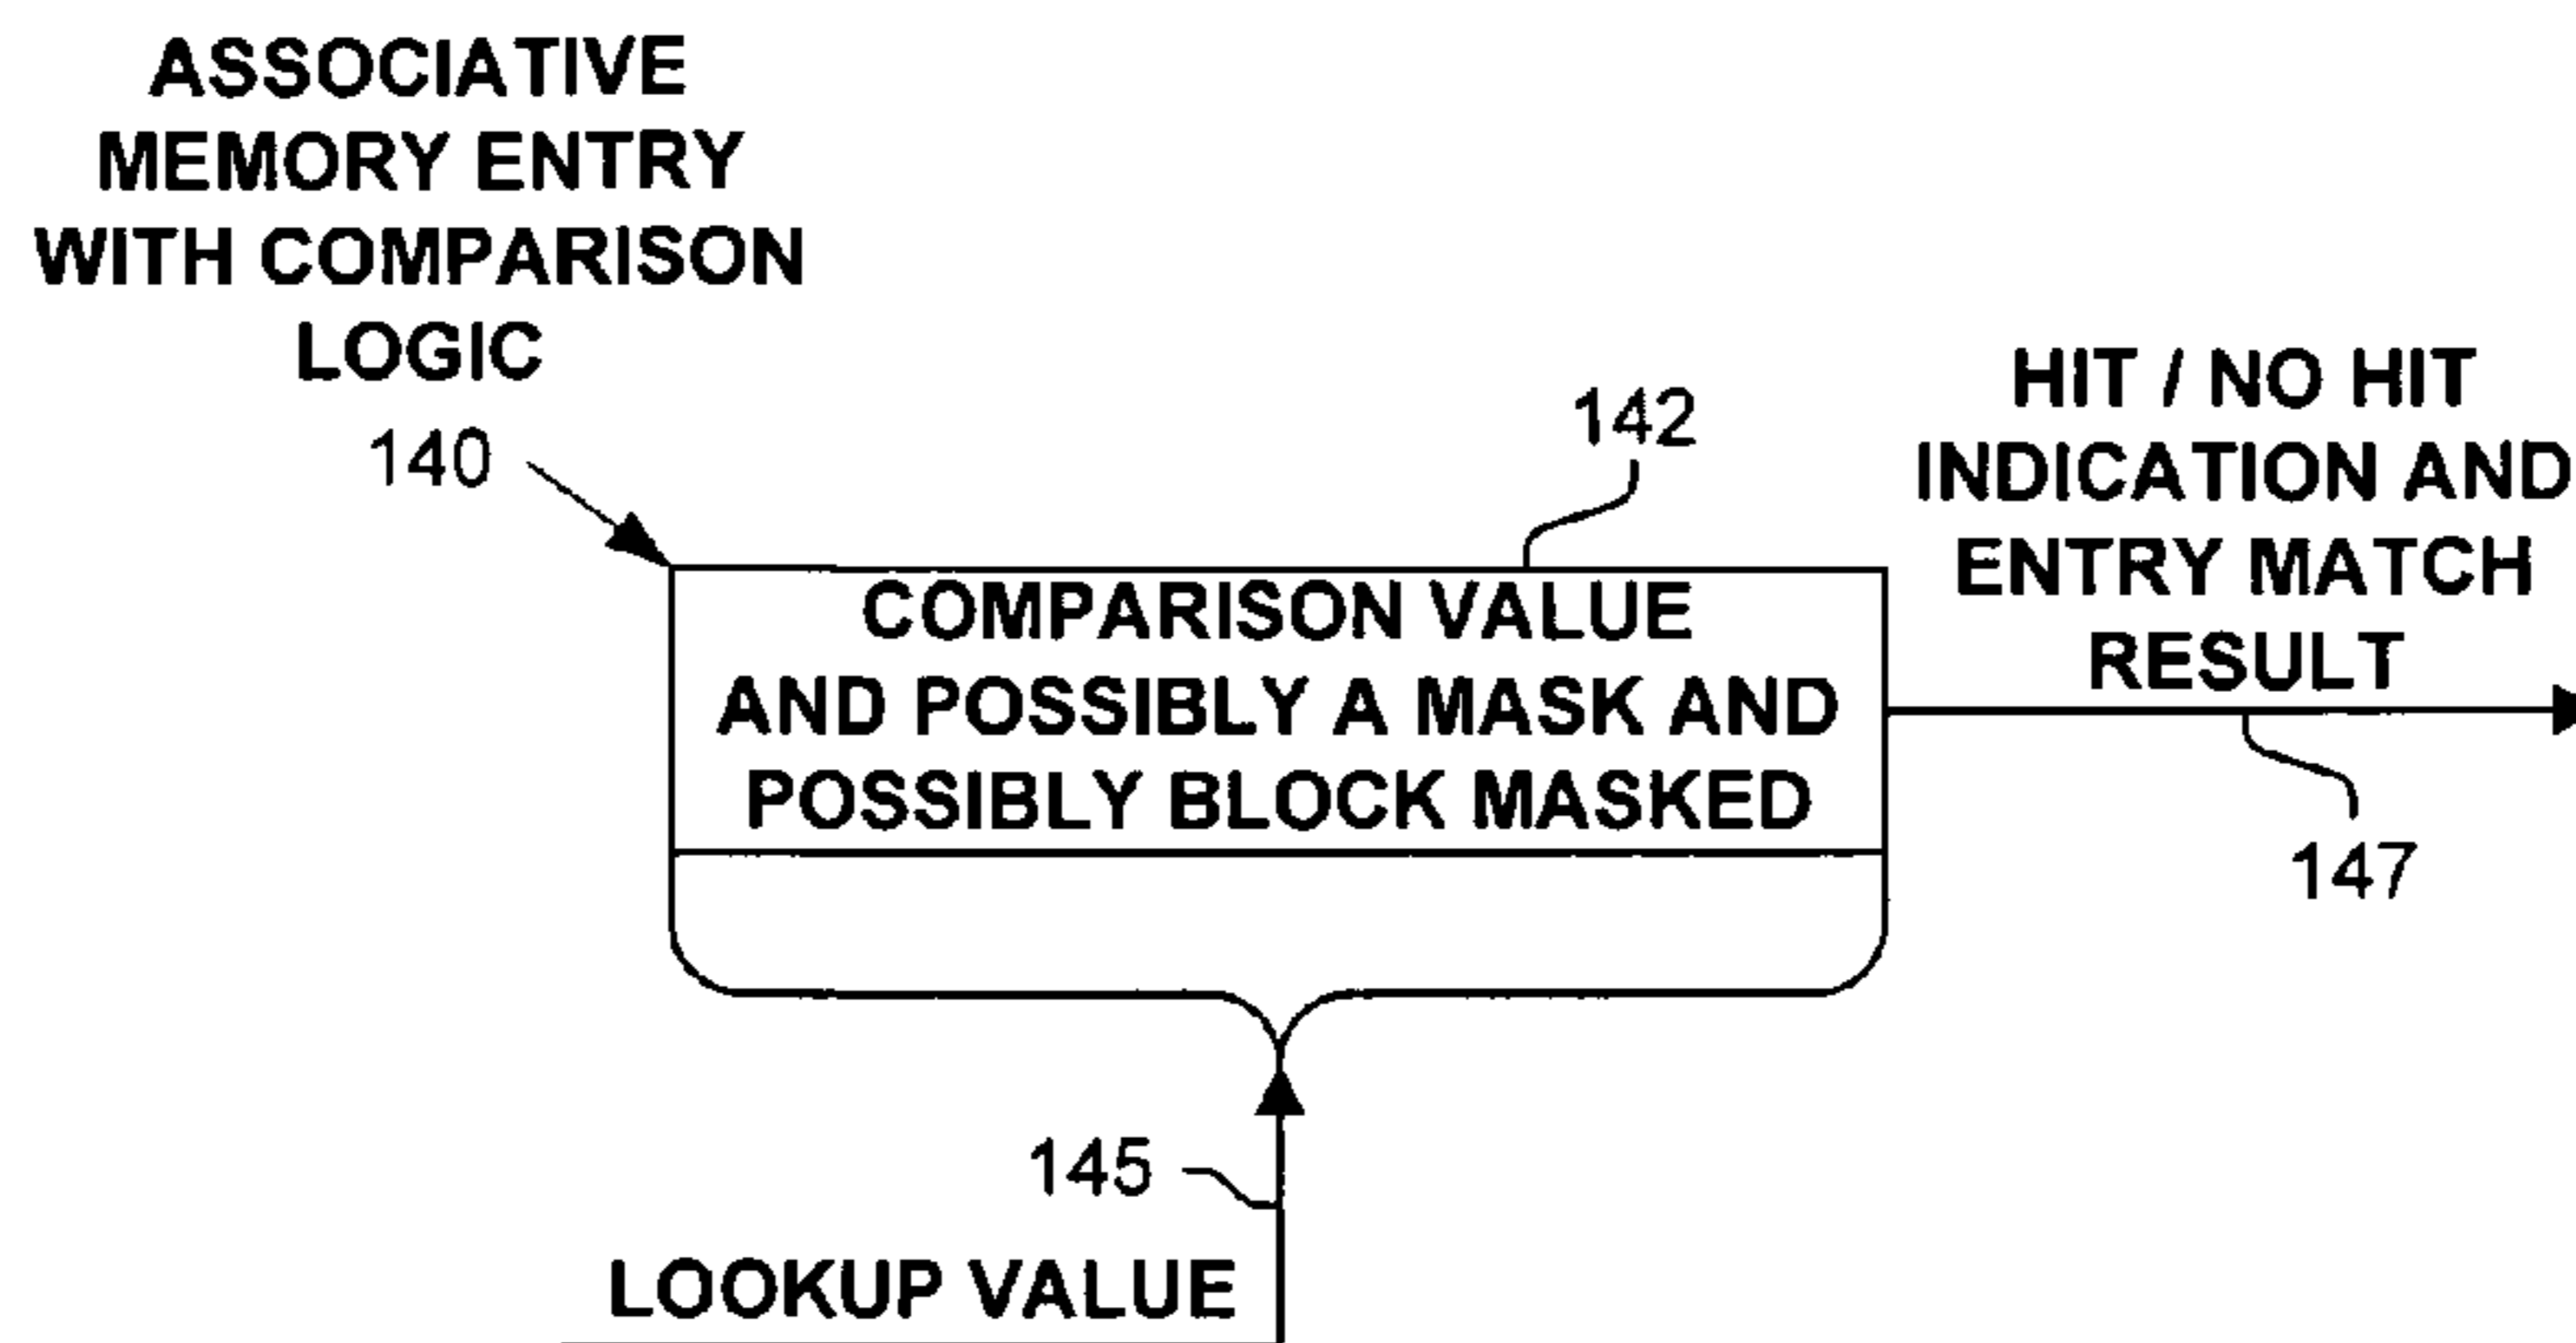 ASSOCIATIVE
MEMORY ENTRY
WITH COMPARISON
LOGIC
140
142
HIT / NO HIT
INDICATION AND
ENTRY MATCH
RESULT
COMPARISON VALUE
AND POSSIBLY A MASK AND
POSSIBLY BLOCK MASKED
147
145
LOOKUP VALUE